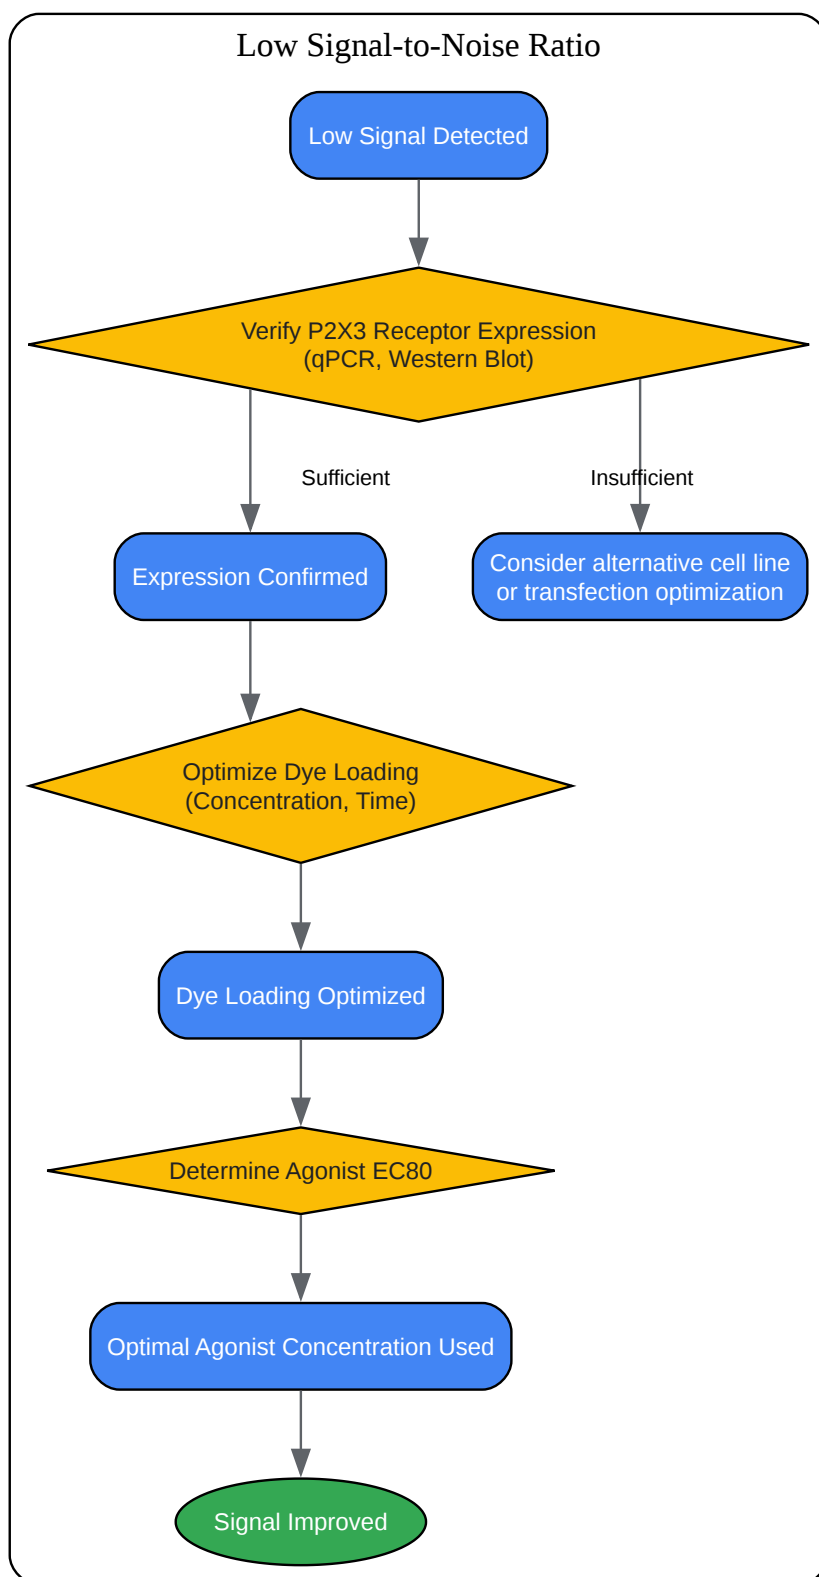 Low Signal-to-Noise Ratio
Low Signal Detected
Verify P2X3 Receptor Expression
(qPCR, Western Blot)
Sufficient
Insufficient
Expression Confirmed
Consider alternative cell line
or transfection optimization
Optimize Dye Loading
(Concentration, Time)
Dye Loading Optimized
Determine Agonist EC80
Optimal Agonist Concentration Used
Signal Improved